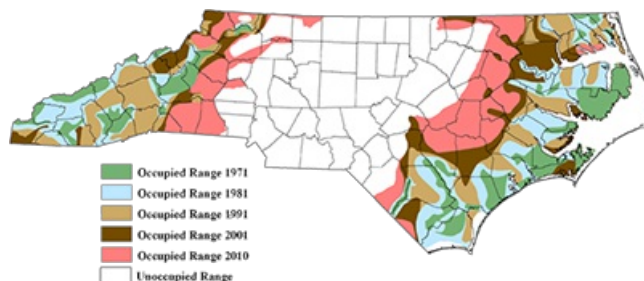 Occupied Range 1971
Occupied Range 1981
Occupied Range 1991
Occupied Range 2001
Occupied Range 2010
Unoccupied Range